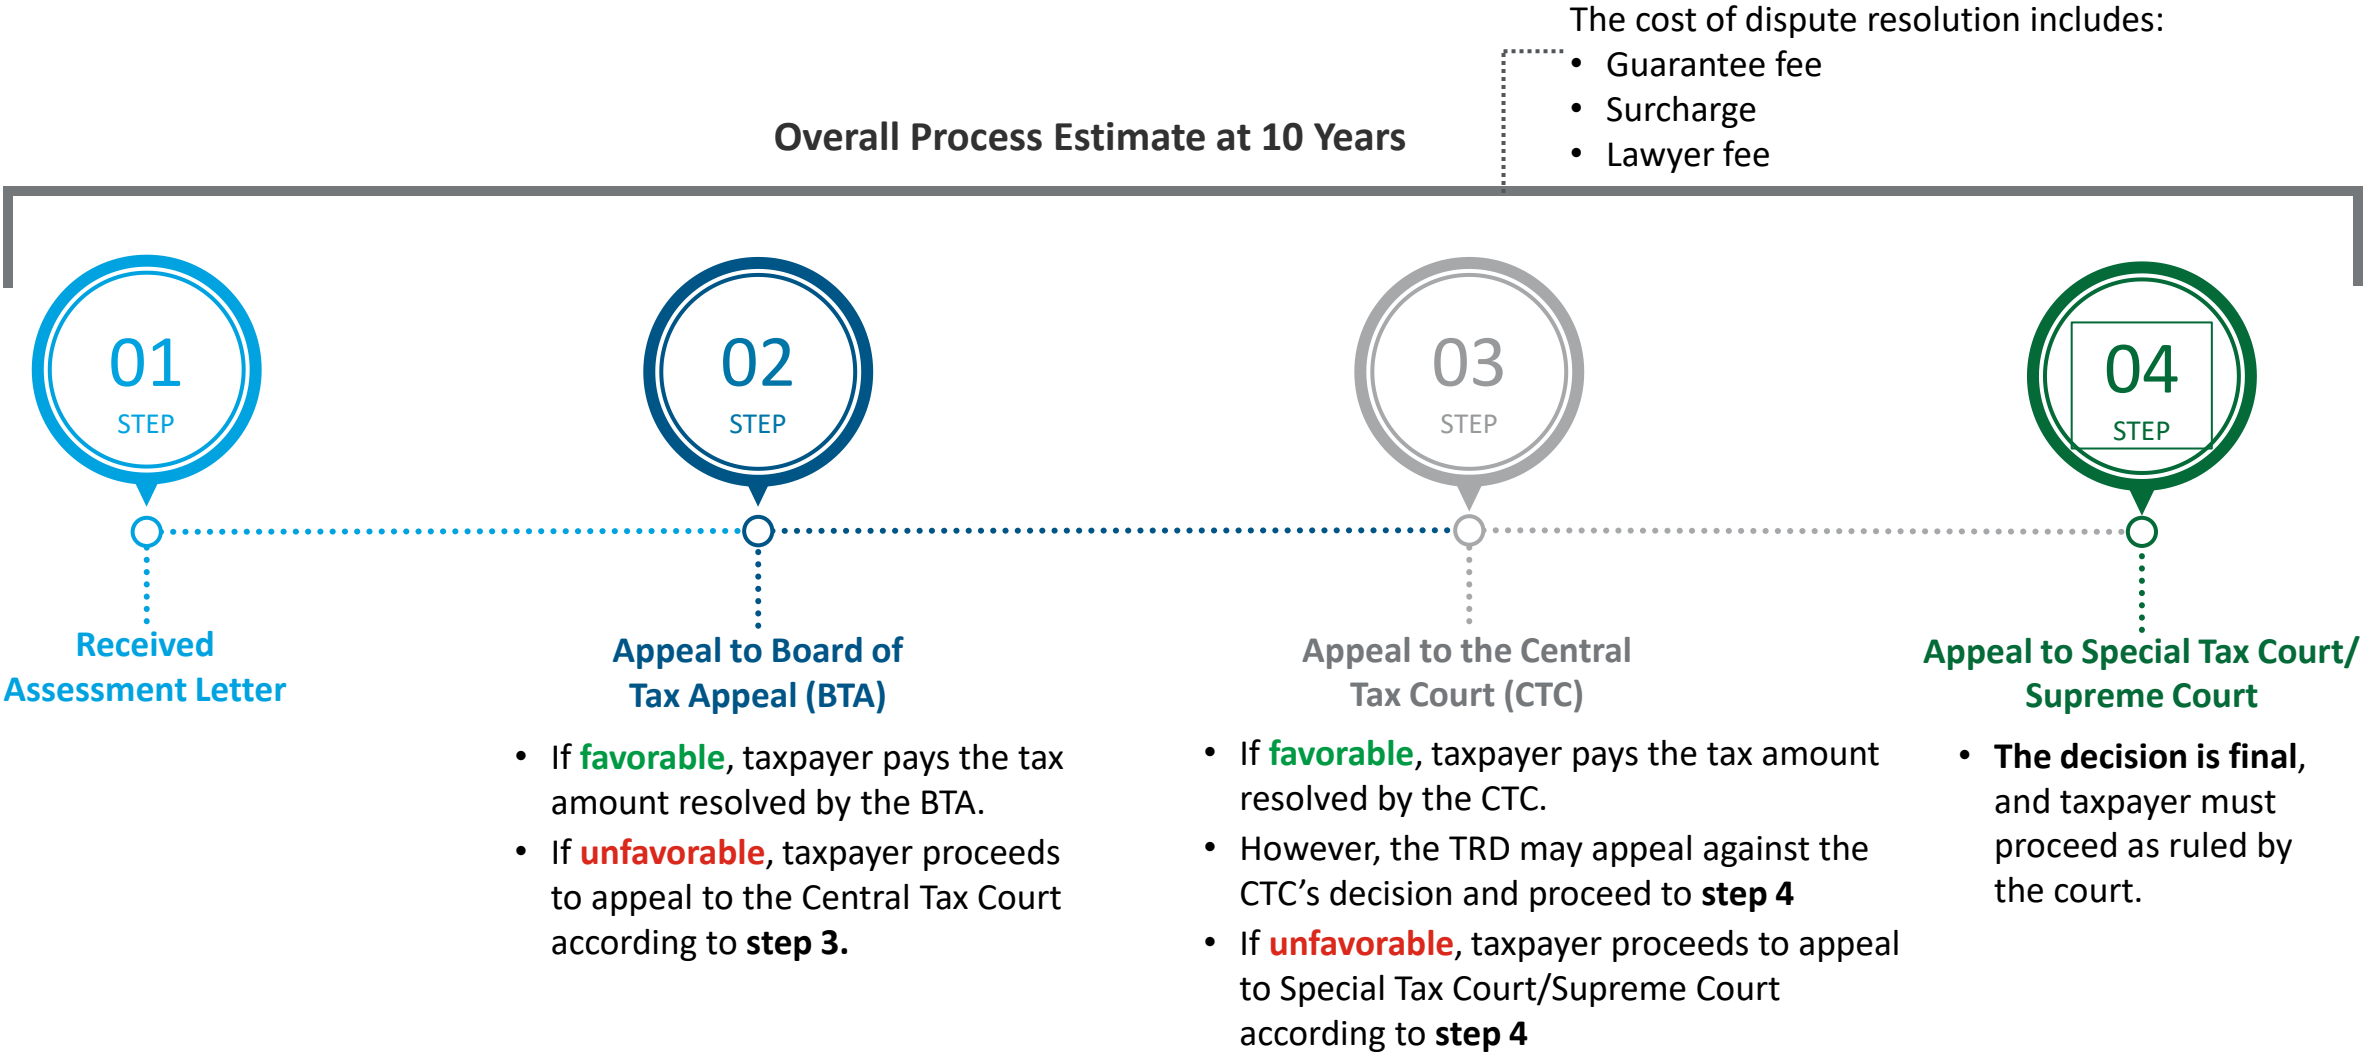 The cost of dispute resolution includes:
• Guarantee fee
• Surcharge
• Lawyer fee
Overall Process Estimate at 10 Years
01
STEP
02
STEP
03
STEP
04
STEP
Received
Assessment Letter
Appeal to Board of
Tax Appeal (BTA)
• If favorable, taxpayer pays the tax
amount resolved by the BTA.
• If unfavorable, taxpayer proceeds
to appeal to the Central Tax Court
according to step 3.
Appeal to the Central
Tax Court (CTC)
• If favorable, taxpayer pays the tax amount
resolved by the CTC.
• However, the TRD may appeal against the
CTC’s decision and proceed to step 4
• If unfavorable, taxpayer proceeds to appeal
to Special Tax Court/Supreme Court
according to step 4
Appeal to Special Tax Court/
Supreme Court
• The decision is final,
and taxpayer must
proceed as ruled by
the court.